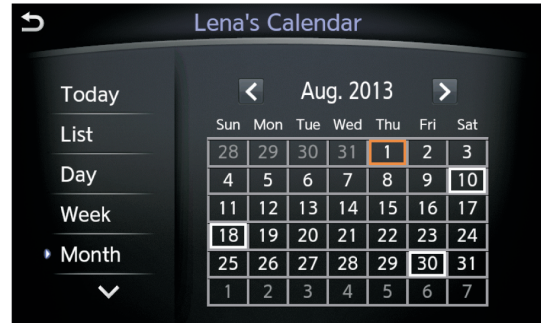 Lena's Calendar
Today
List
Day
Week
Month
Aug. 2013
Sun Mon Tue Wed Thu Fri Sat
28 29 30 31 1 2 3
4 5 6 7 8 9 10
11 12 13 14 15 16 17
18 19 20 21 22 23 24
25 26 27 28 29 30 31
1 2 3 4 5 6 7